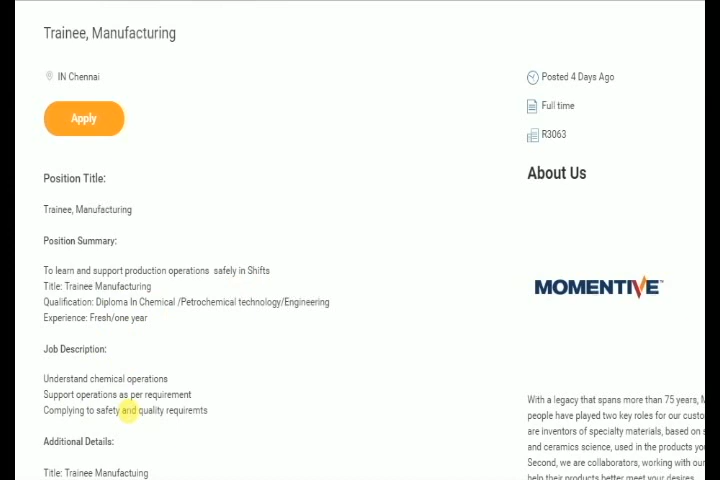 Trainee, Manufacturing
IN Chennai
Apply
Position Title:
Trainee, Manufacturing
Position Summary:
To learn and support production operations safely in Shifts
Title: Trainee Manufacturing
Qualification: Diploma In Chemical /Petrochemical technology/Engineering
Experience: Fresh/one year
Job Description:
Understand chemical operations
Support operations as per requirement
Complying to safety and quality requiremts
Additional Details:
Title: Trainee Manufactuing
Posted 4 Days Ago
Full time
R3063
About Us
MOMENTIVE™
With a legacy that spans more than 75 years,
people have played two key roles for our
are inventors of specialty materials, based on
and ceramics science, used in the products
Second, we are collaborators, working with our
help their products better meet your desires